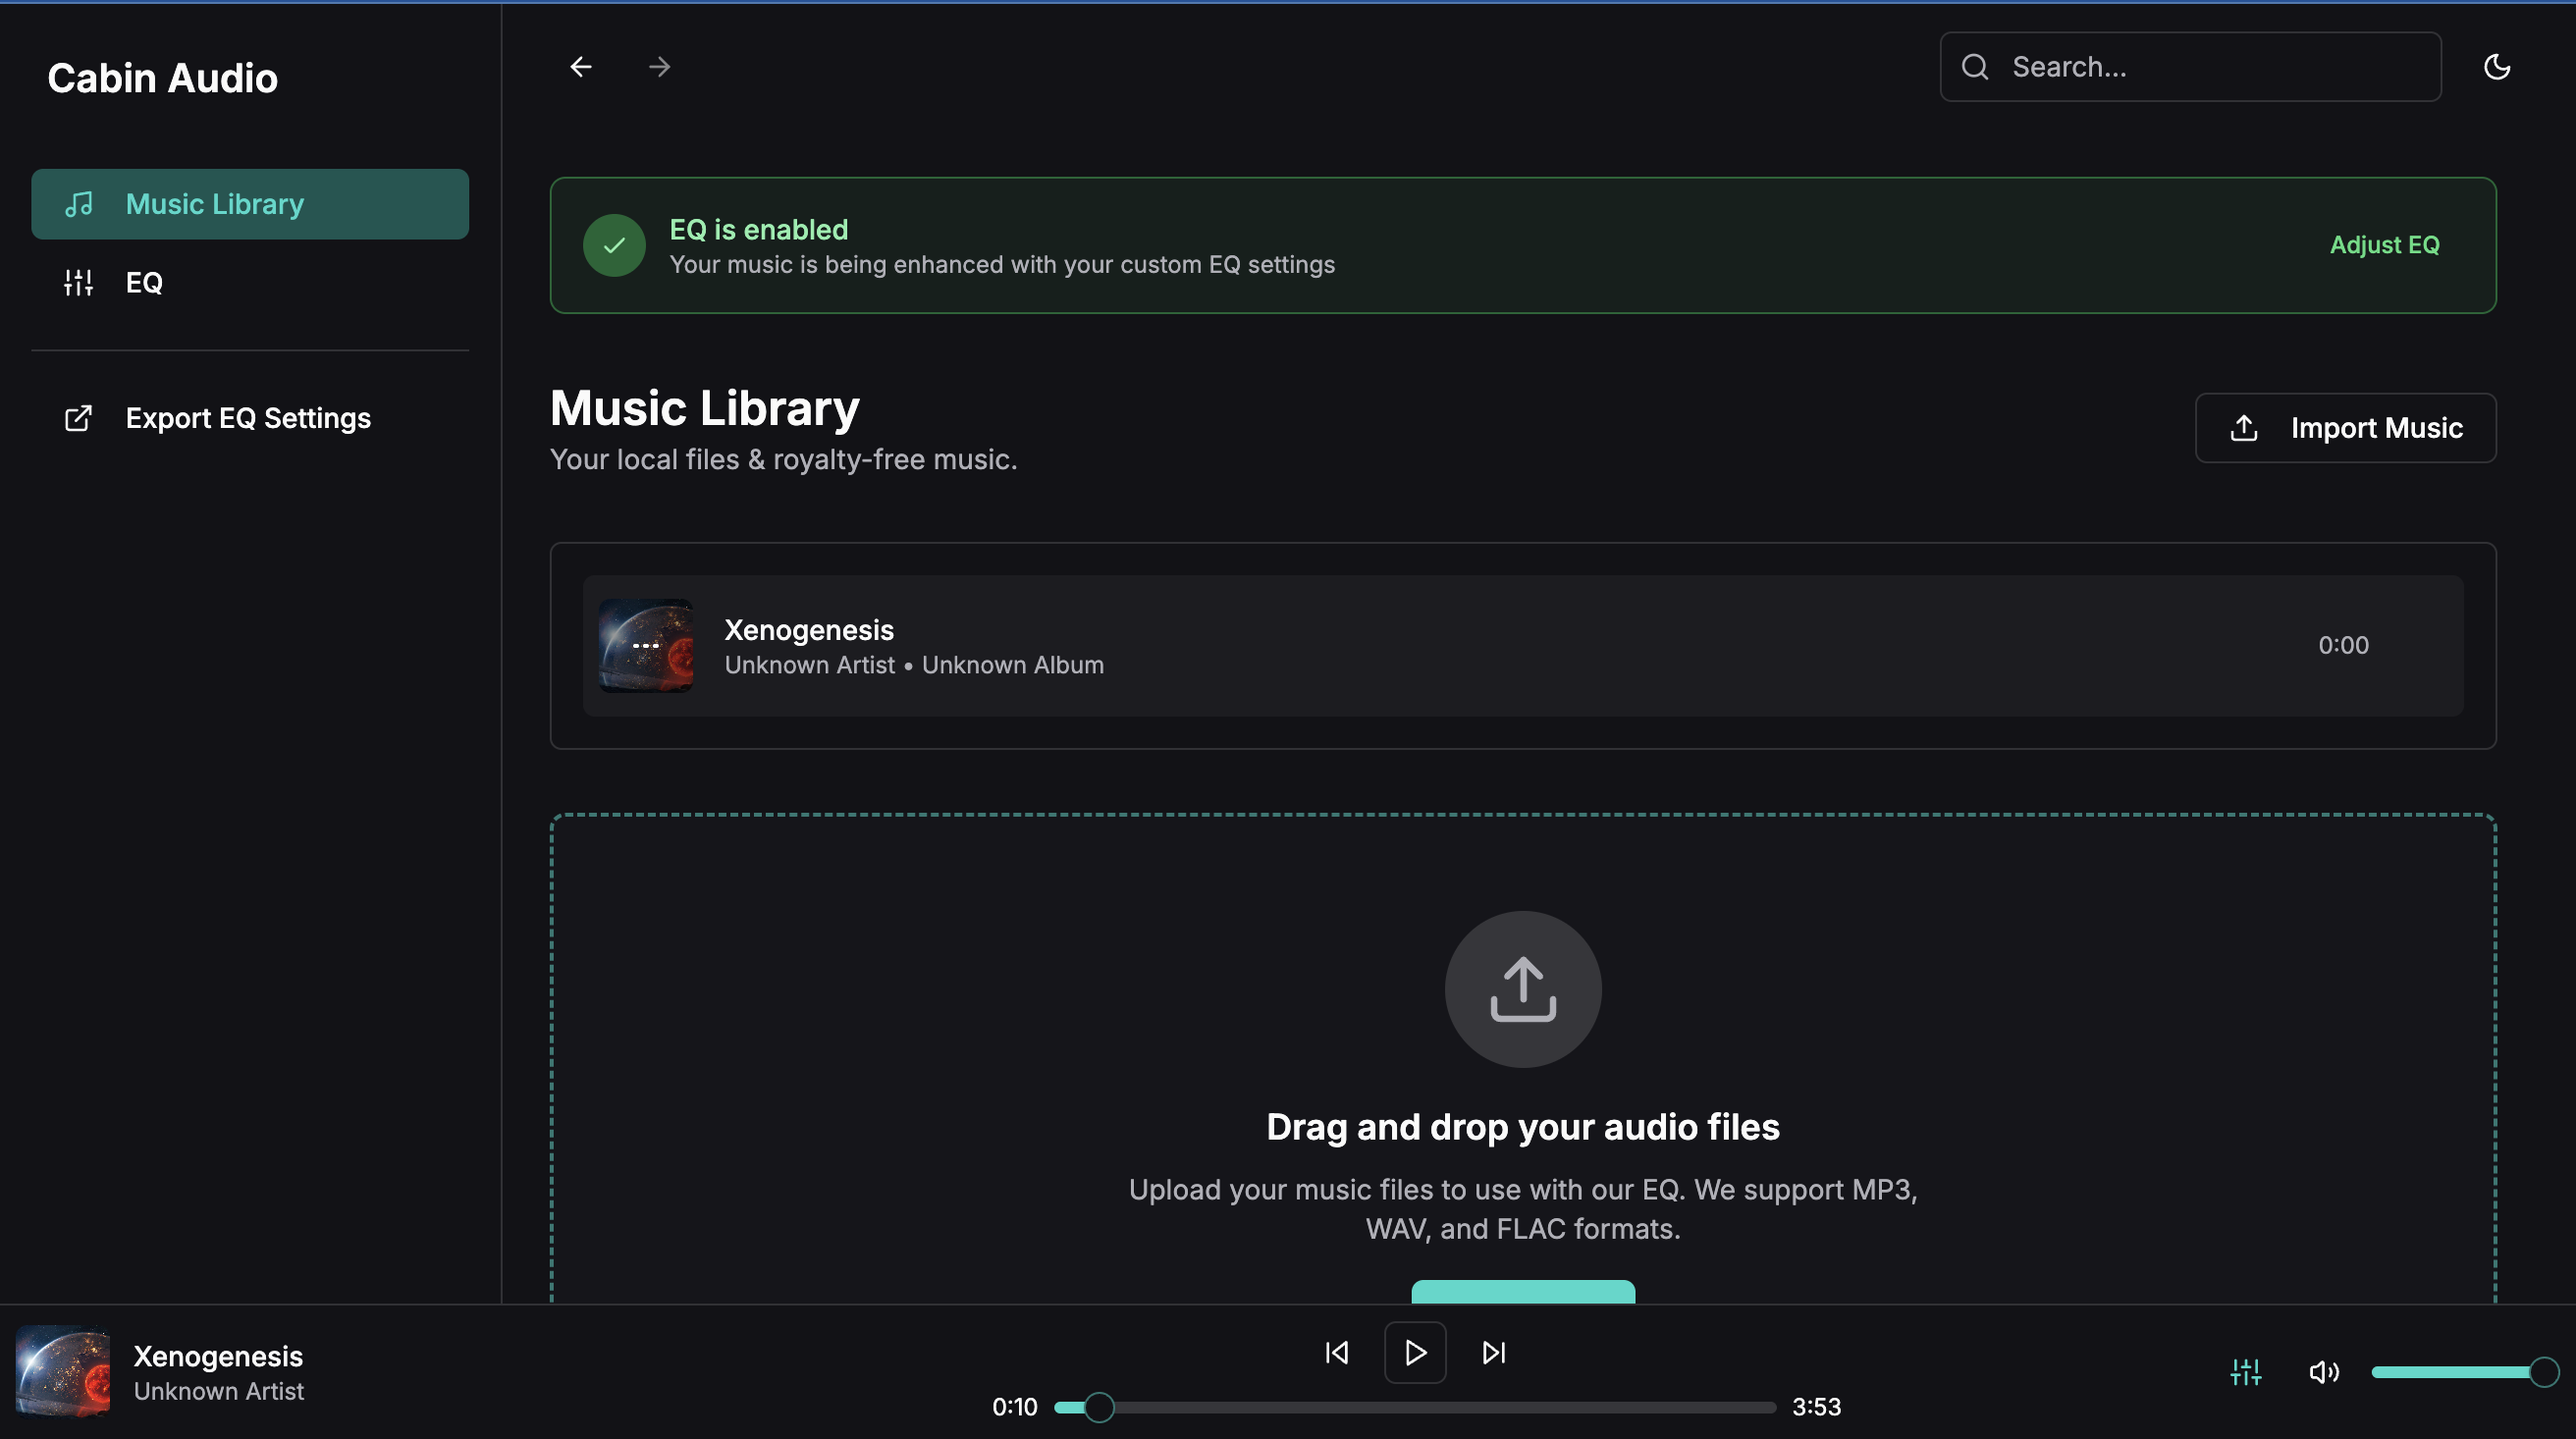 Cabin Audio
Music Library
EQ
Export EQ Settings
Search...
EQ is enabled
Your music is being enhanced with your custom EQ settings
Adjust EQ
Music Library
Your local files & royalty-free music.
Import Music
Xenogenesis
Unknown Artist • Unknown Album
0:00
Drag and drop your audio files
Upload your music files to use with our EQ. We support MP3,
WAV, and FLAC formats.
Xenogenesis
Unknown Artist
0:10
3:53